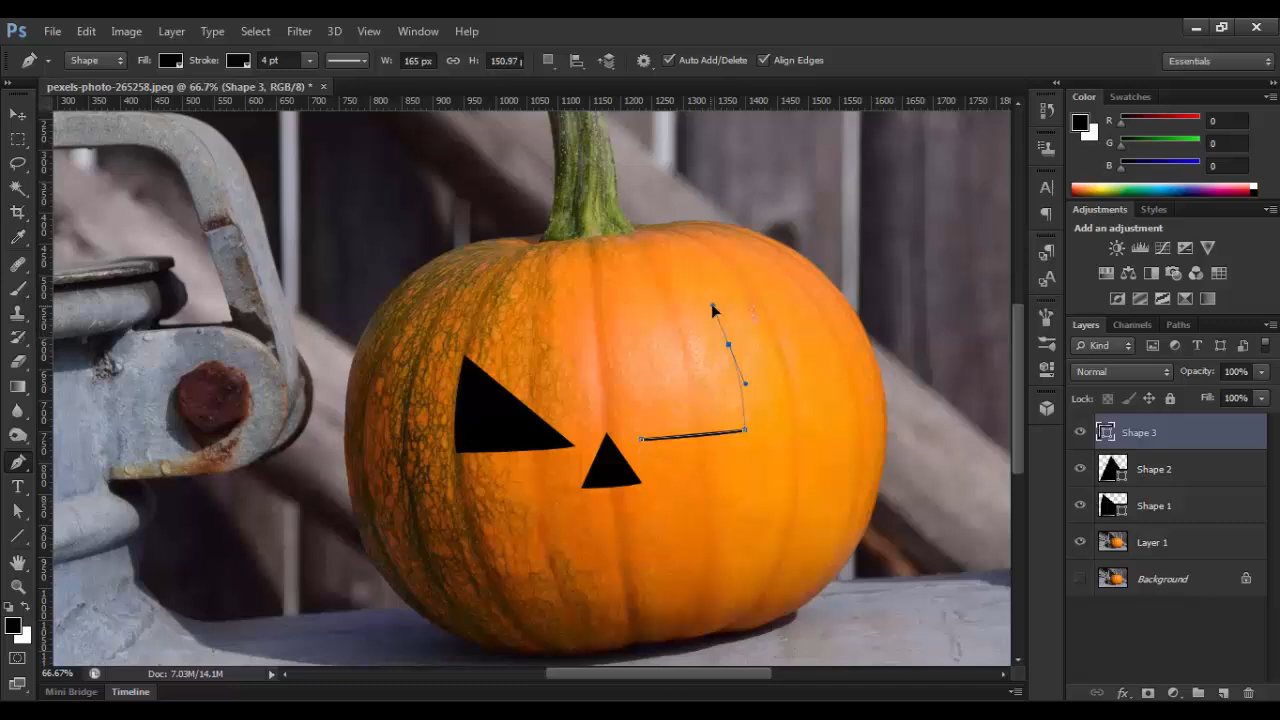 Ps File Edit Image Layer Type Select Filter 3D View Window Help
Shape Fill: Stroke: 4 pt W: 165 px H: 150.97 p Auto Add/Delete Align Edges Essentials
pexels-photo-265258.jpeg @ 66.7% (Shape 3, RGB/8) * ×
300 350 400 450 500 550 600 650 700 750 800 850 900 950 1000 1050 1100 1150 1200 1250 1300 1350 1400 1450 1500 1550 1600 1650 1700 1750 18
Color Swatches
R 0
G 0
B 0
Adjustments Styles
Add an adjustment
Layers Channels Paths
Kind
Normal Opacity: 100%
Lock: Fill: 100%
Shape 3
Shape 2
Shape 1
Layer 1
Background
66.67% Doc: 7.03M/14.1M
Mini Bridge Timeline